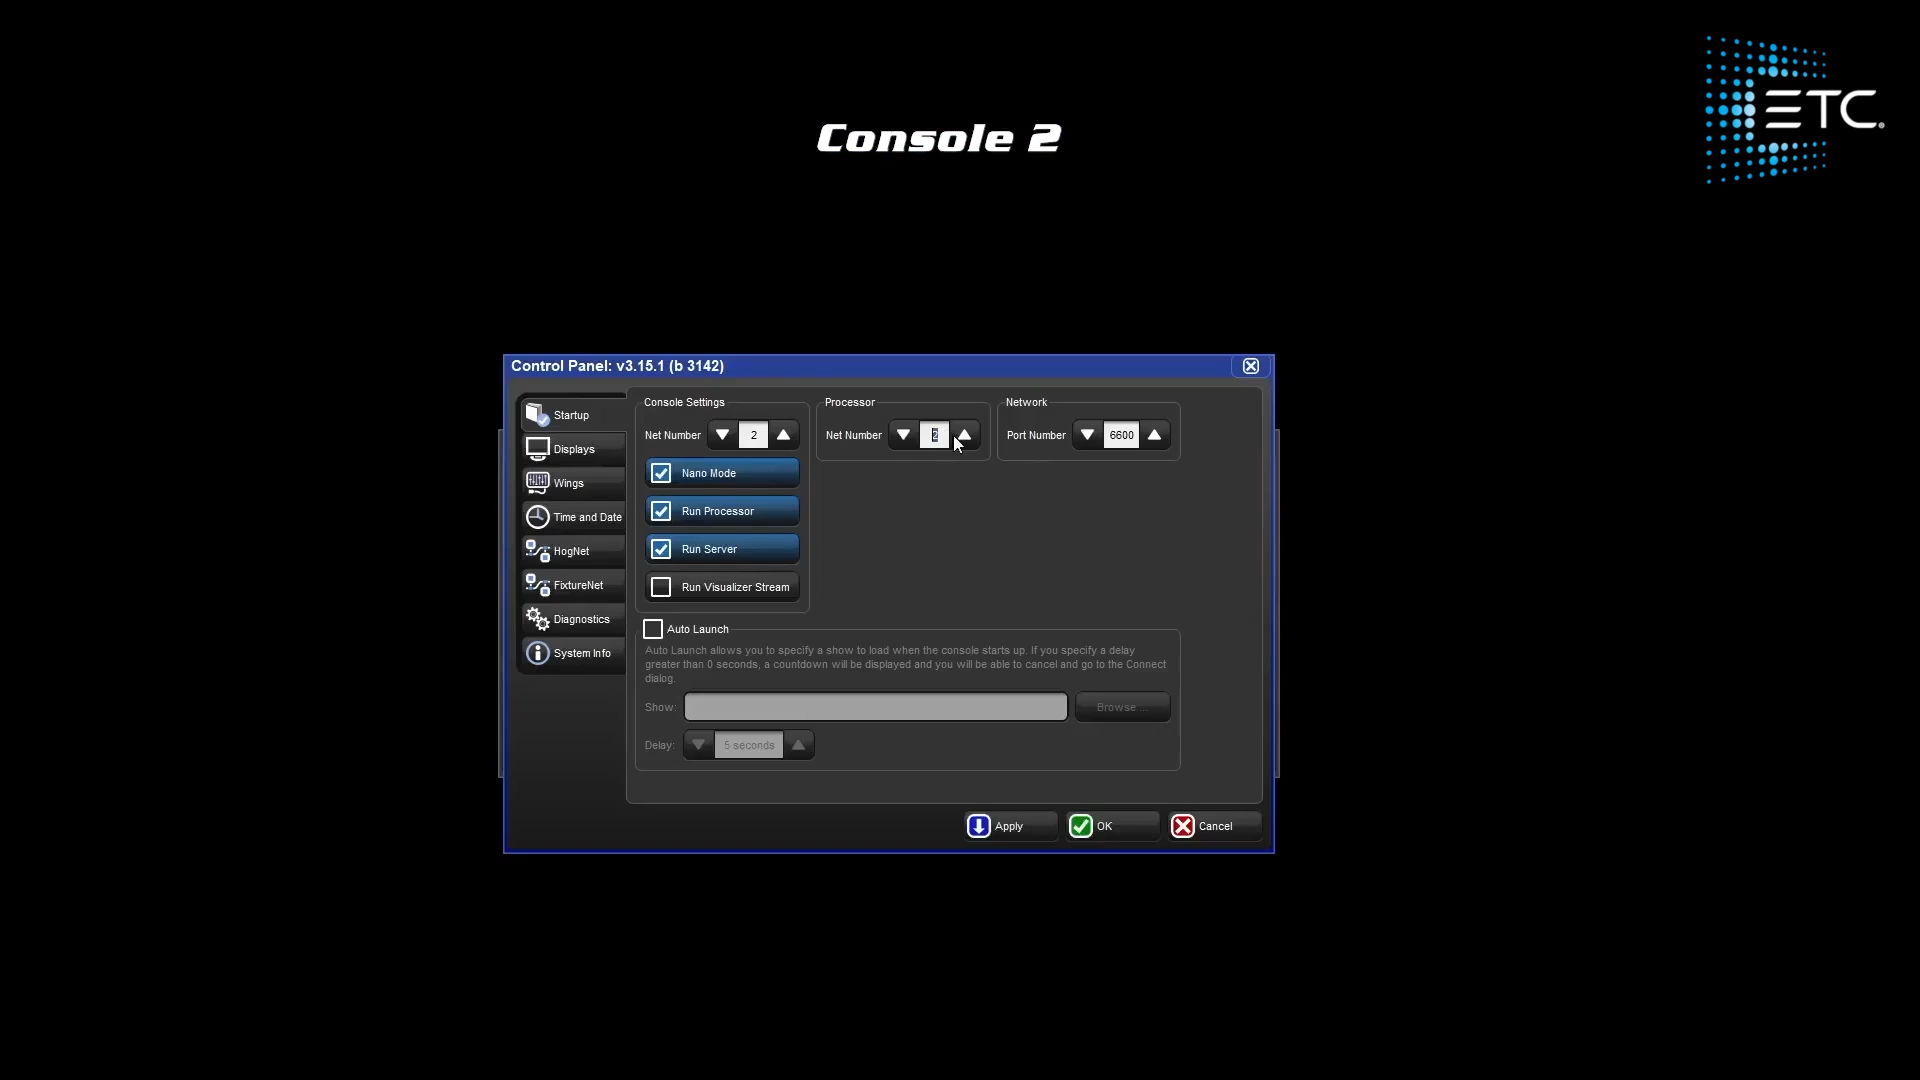 Console 2
ETC®
Control Panel: v3.15.1 (b 3142)
Startup
Displays
Wings
Time and Date
HogNet
FixtureNet
Diagnostics
System Info
Console Settings
Net Number 2
Nano Mode
Run Processor
Run Server
Run Visualizer Stream
Processor
Net Number 2
Network
Port Number 6600
Auto Launch
Auto Launch allows you to specify a show to load when the console starts up. If you specify a delay
greater than 0 seconds, a countdown will be displayed and you will be able to cancel and go to the Connect
dialog.
Show: Browse ...
Delay: 5 seconds
Apply OK Cancel